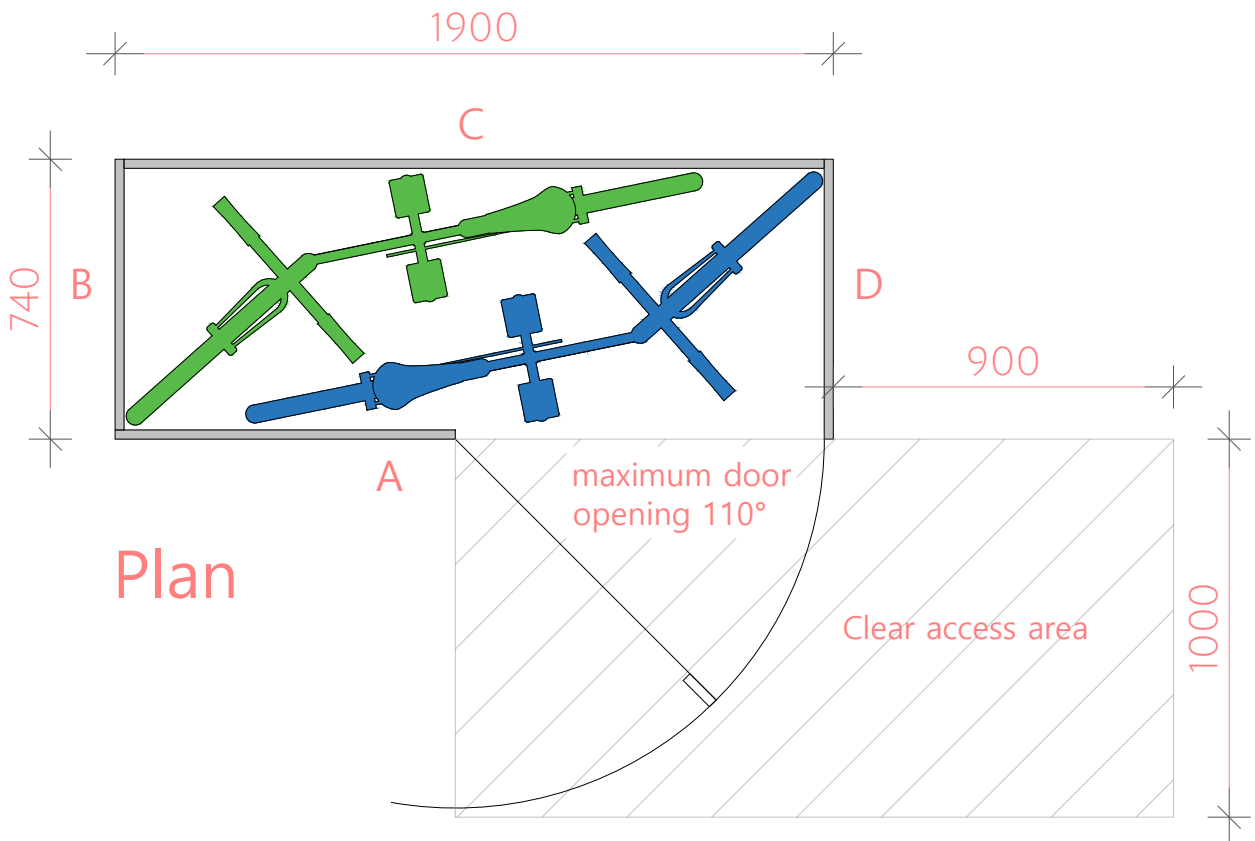 1900
C
740
B
D
900
A
maximum door
opening 110°
Plan
Clear access area
1000